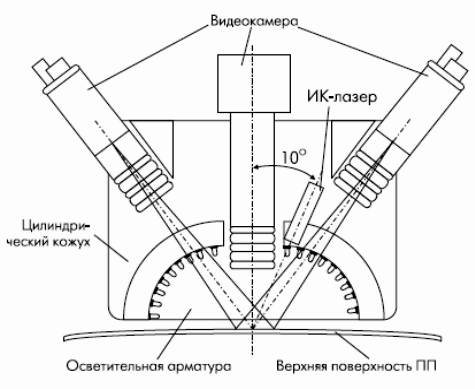 Видеокамера
ИК-лазер
10°
Цилиндри-
ческий кожух
Осветительная арматура
Верхняя поверхность ПП